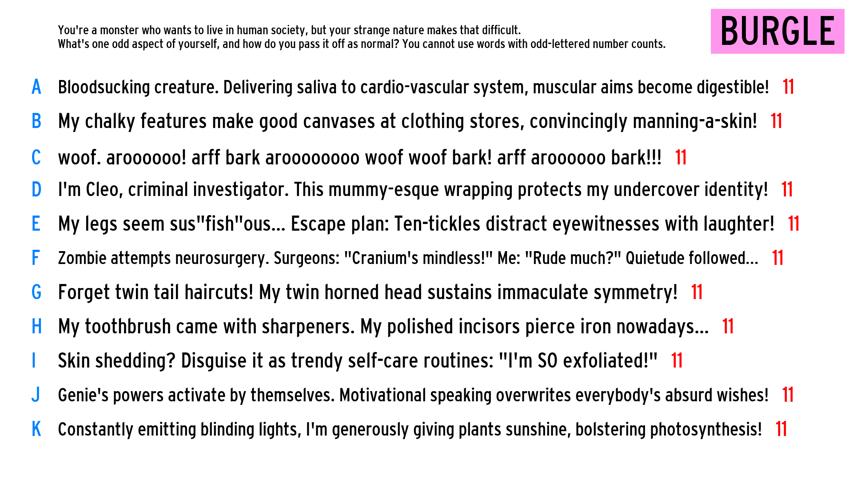 You're a monster who wants to live in human society, but your strange nature makes that difficult.
What's one odd aspect of yourself, and how do you pass it off as normal? You cannot use words with odd-lettered number counts.
BURGLE
A Bloodsucking creature. Delivering saliva to cardio-vascular system, muscular aims become digestible! 11
B My chalky features make good canvases at clothing stores, convincingly manning-a-skin! 11
C woof. aroooooo! arff bark aroooooooo woof woof bark! arff aroooooo bark!!! 11
D I'm Cleo, criminal investigator. This mummy-esque wrapping protects my undercover identity! 11
E My legs seem sus"fish"ous... Escape plan: Ten-tickles distract eyewitnesses with laughter! 11
F Zombie attempts neurosurgery. Surgeons: "Cranium's mindless!" Me: "Rude much?" Quietude followed... 11
G Forget twin tail haircuts! My twin horned head sustains immaculate symmetry! 11
H My toothbrush came with sharpeners. My polished incisors pierce iron nowadays... 11
I Skin shedding? Disguise it as trendy self-care routines: "I'm SO exfoliated!" 11
J Genie's powers activate by themselves. Motivational speaking overwrites everybody's absurd wishes! 11
K Constantly emitting blinding lights, I'm generously giving plants sunshine, bolstering photosynthesis! 11